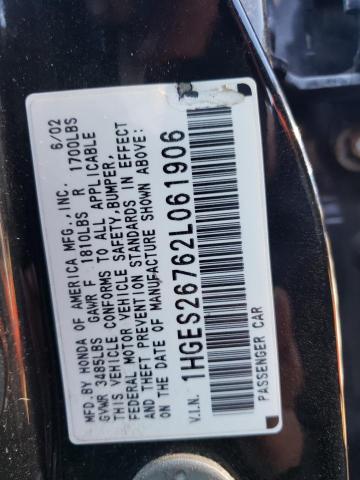 MFD.BY HONDA OF AMERICA MFG.,INC. 6/02
GVWR 3485LBS GAWR F 1810LBS R 1700LBS
THIS VEHICLE CONFORMS TO ALL APPLICABLE
FEDERAL MOTOR VEHICLE SAFETY,BUMPER,
AND THEFT PREVENTION STANDARDS IN EFFECT
ON THE DATE OF MANUFACTURE SHOWN ABOVE.
V.I.N. 1HGES26762L061906
PASSENGER CAR